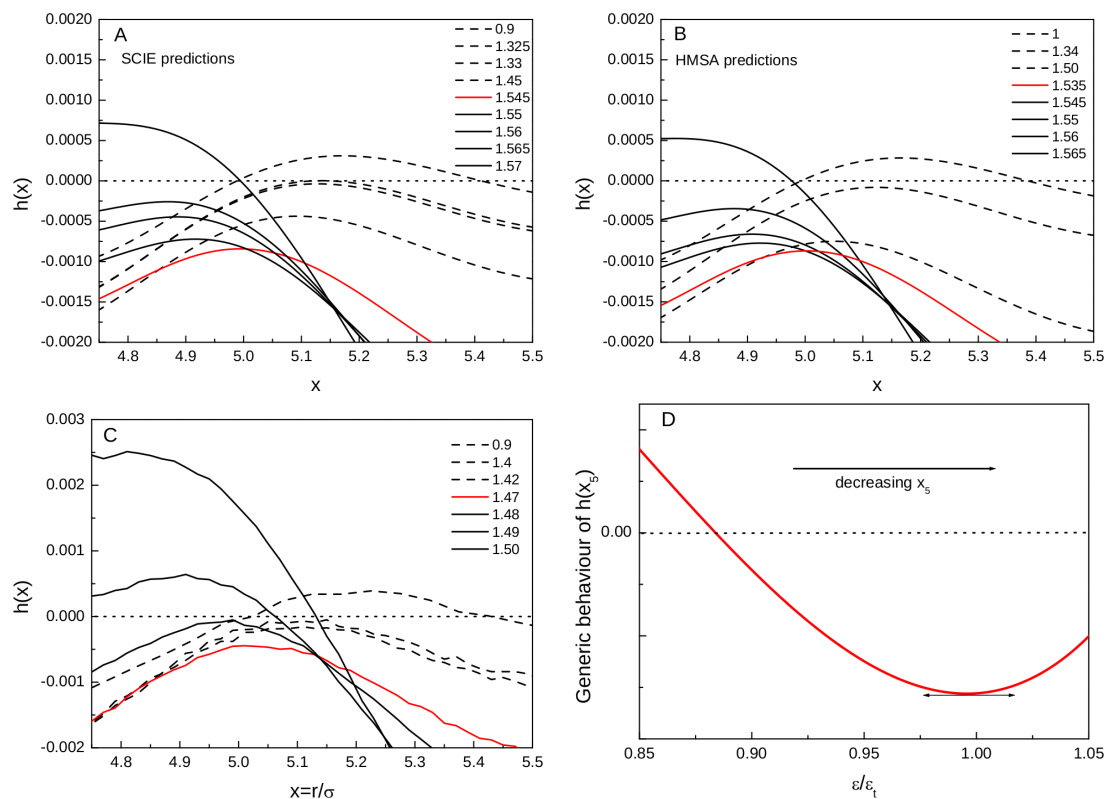 A
SCIE predictions
0.9
1.325
1.33
1.45
1.545
1.55
1.56
1.565
1.57
0.0020
0.0015
0.0010
0.0005
0.0000
-0.0005
-0.0010
-0.0015
-0.0020
h(x)
4.8 4.9 5.0 5.1 5.2 5.3 5.4 5.5
x
B
HMSA predictions
1
1.34
1.50
1.535
1.545
1.55
1.56
1.565
0.0020
0.0015
0.0010
0.0005
0.0000
-0.0005
-0.0010
-0.0015
-0.0020
h(x)
4.8 4.9 5.0 5.1 5.2 5.3 5.4 5.5
x
C
0.9
1.4
1.42
1.47
1.48
1.49
1.50
0.003
0.002
0.001
0.000
-0.001
-0.002
h(x)
4.8 4.9 5.0 5.1 5.2 5.3 5.4 5.5
x=r/σ
D
decreasing x₅
0.00
Generic behaviour of h(x₅)
0.85 0.90 0.95 1.00 1.05
ε/εₜ